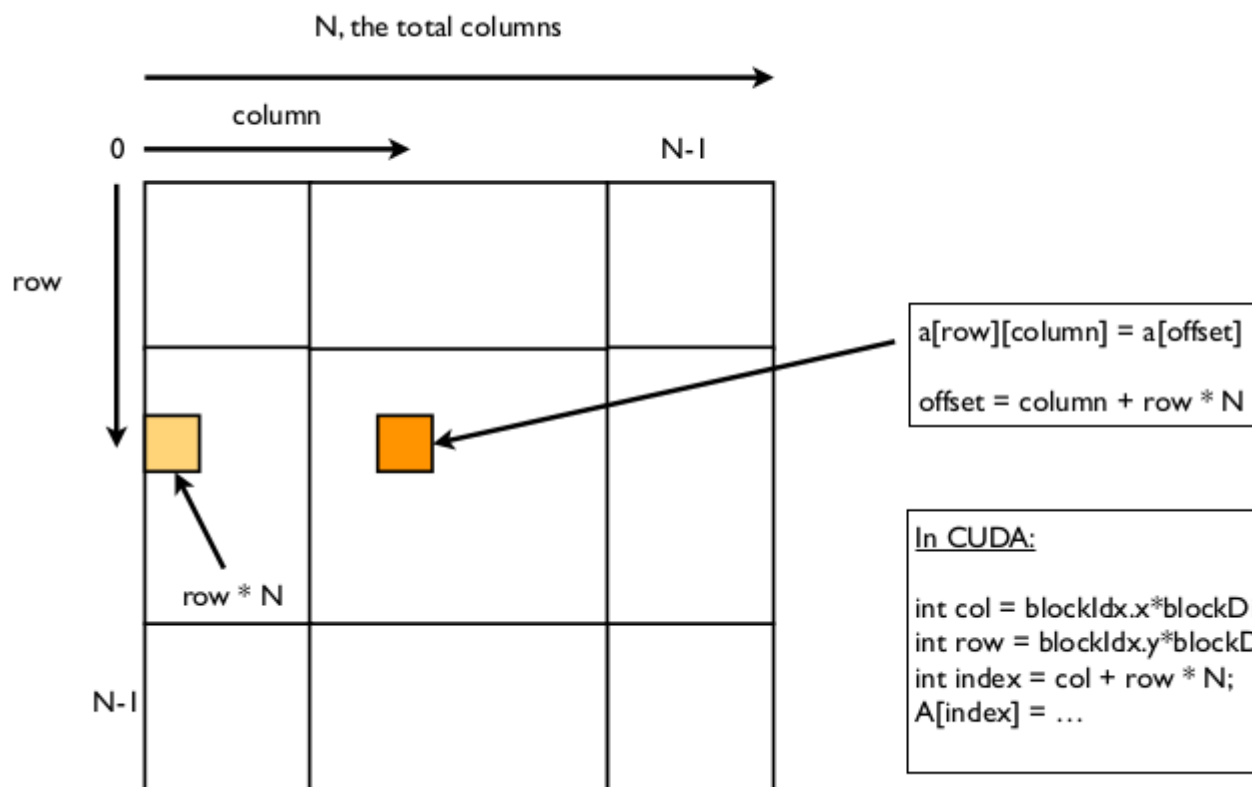 N, the total columns
column
0
N-1
row
a[row][column] = a[offset]
offset = column + row * N
row * N
In CUDA:
int col = blockIdx.x*blockD
int row = blockIdx.y*blockD
int index = col + row * N;
A[index] = …
N-1